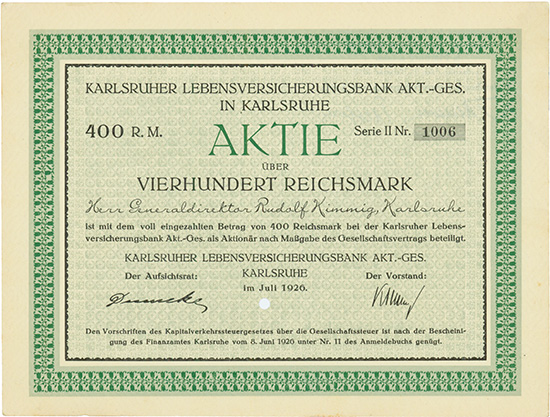 KARLSRUHER LEBENSVERSICHERUNGSBANK AKT.-GES.
IN KARLSRUHE
400 R. M. AKTIE Serie II Nr. 1006
ÜBER
VIERHUNDERT REICHSMARK
Herr Generaldirektor Rudolf Kimmig, Karlsruhe
ist mit dem voll eingezahlten Betrag von 400 Reichsmark bei der Karlsruher Lebens-
versicherungsbank Akt.-Ges. als Aktionär nach Maßgabe des Gesellschaftsvertrags beteiligt.
KARLSRUHER LEBENSVERSICHERUNGSBANK AKT.-GES.
Der Aufsichtsrat: KARLSRUHE Der Vorstand:
im Juli 1926.
Den Vorschriften des Kapitalverkehrssteuergesetzes über die Gesellschaftssteuer ist nach der Bescheini-
gung des Finanzamtes Karlsruhe vom 8. Juni 1926 unter Nr. 11 des Anmeldebuchs genügt.